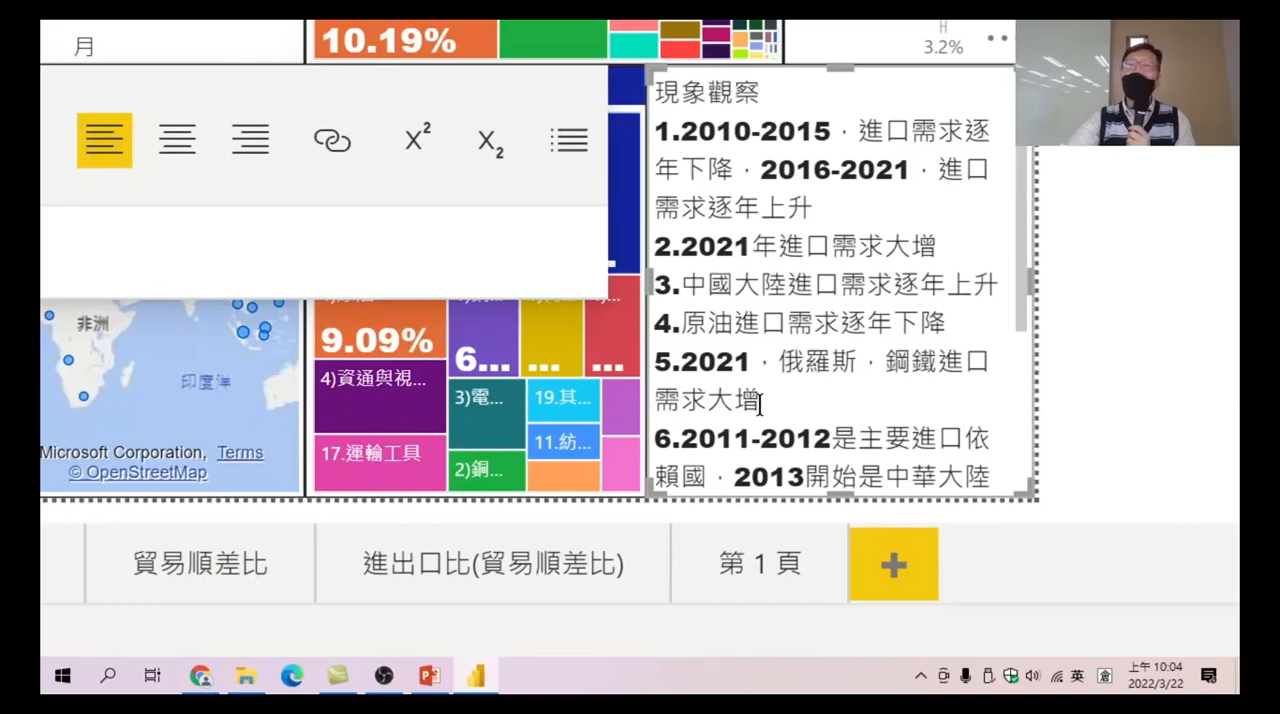 月
10.19%
H
3.2%
現象觀察
1.2010-2015，進口需求逐
年下降，2016-2021，進口
需求逐年上升
2.2021年進口需求大增
3.中國大陸進口需求逐年上升
4.原油進口需求逐年下降
5.2021，俄羅斯，鋼鐵進口
需求大增
6.2011-2012是主要進口依
賴國，2013開始是中華大陸
X²
X₂
非洲
印度洋
Microsoft Corporation, Terms
© OpenStreetMap
9.09%
6...
...
...
4)資通與視...
3)電...
19.其...
11.紡...
17.運輸工具
2)銅...
貿易順差比
進出口比(貿易順差比)
第 1 頁
+
英
倉
上午 10:04
2022/3/22